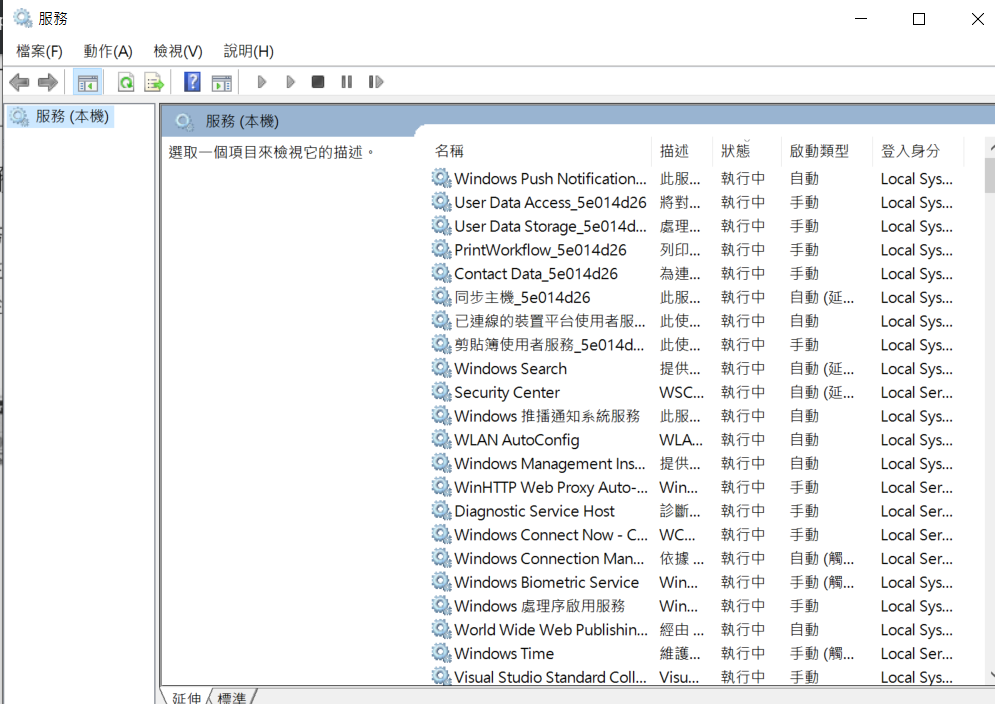 服務
檔案(F) 動作(A) 檢視(V) 說明(H)
服務 (本機)
服務 (本機)
選取一個項目來檢視它的描述。
名稱 描述 狀態 啟動類型 登入身分
Windows Push Notification... 此服... 執行中 自動 Local Sys...
User Data Access_5e014d26 將對... 執行中 手動 Local Sys...
User Data Storage_5e014d... 處理... 執行中 手動 Local Sys...
PrintWorkflow_5e014d26 列印... 執行中 手動 Local Sys...
Contact Data_5e014d26 為連... 執行中 手動 Local Sys...
同步主機_5e014d26 此服... 執行中 自動 (延... Local Sys...
已連線的裝置平台使用者服... 此使... 執行中 自動 Local Sys...
剪貼簿使用者服務_5e014d... 此使... 執行中 手動 Local Sys...
Windows Search 提供... 執行中 自動 (延... Local Sys...
Security Center WSC... 執行中 自動 (延... Local Ser...
Windows 推播通知系統服務 此服... 執行中 自動 Local Sys...
WLAN AutoConfig WLA... 執行中 自動 Local Sys...
Windows Management Ins... 提供... 執行中 自動 Local Sys...
WinHTTP Web Proxy Auto-... Win... 執行中 手動 Local Ser...
Diagnostic Service Host 診斷... 執行中 手動 Local Ser...
Windows Connect Now - C... WC... 執行中 手動 Local Ser...
Windows Connection Man... 依據 ... 執行中 自動 (觸... Local Ser...
Windows Biometric Service Win... 執行中 手動 (觸... Local Sys...
Windows 處理序啟用服務 Win... 執行中 手動 Local Sys...
World Wide Web Publishin... 經由 ... 執行中 自動 Local Sys...
Windows Time 維護... 執行中 手動 (觸... Local Ser...
Visual Studio Standard Coll... Visu... 執行中 手動 Local Sys...
延伸 標準